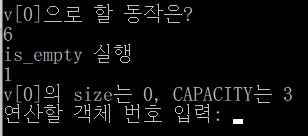 v[0]으로 할 동작은?
6
is_empty 실행
1
v[0]의 size는 0, CAPACITY는 3
연산할 객체 번호 입력: